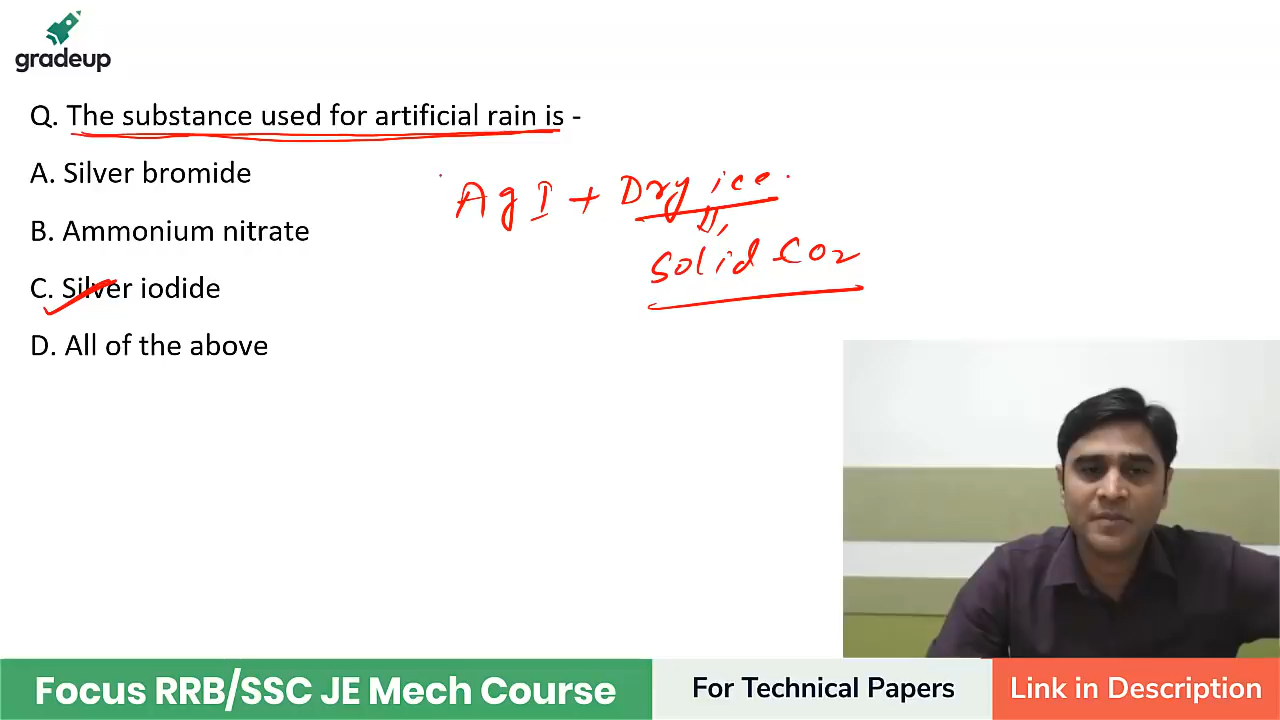 gradeup
Q. The substance used for artificial rain is -
A. Silver bromide
AgI + Dry ice
B. Ammonium nitrate
Solid CO2
C. Silver iodide
D. All of the above
Focus RRB/SSC JE Mech Course
For Technical Papers
Link in Description